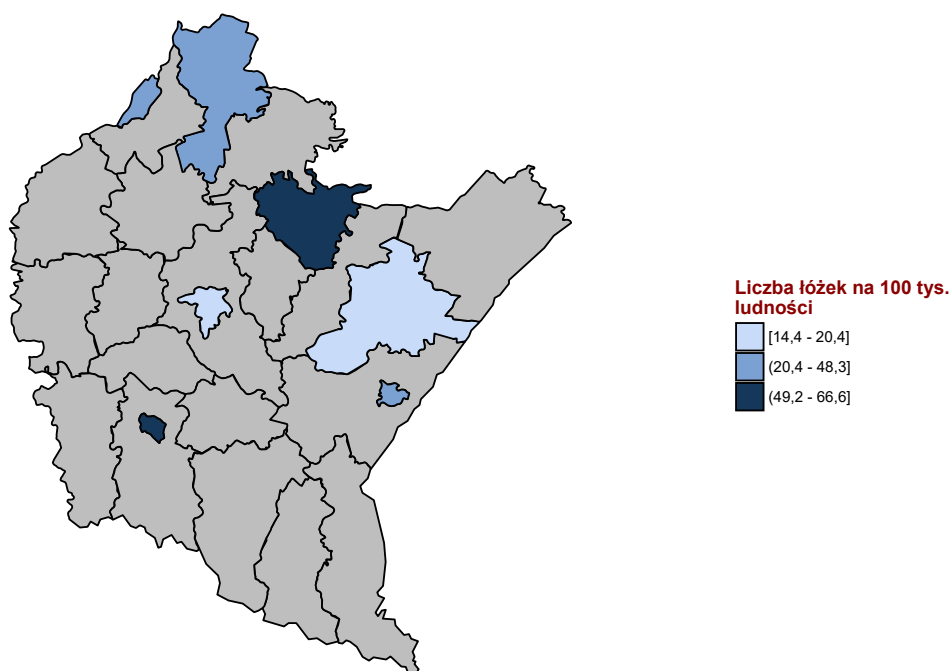 Liczba łóżek na 100 tys.
ludności
[14,4 - 20,4]
(20,4 - 48,3]
(49,2 - 66,6]